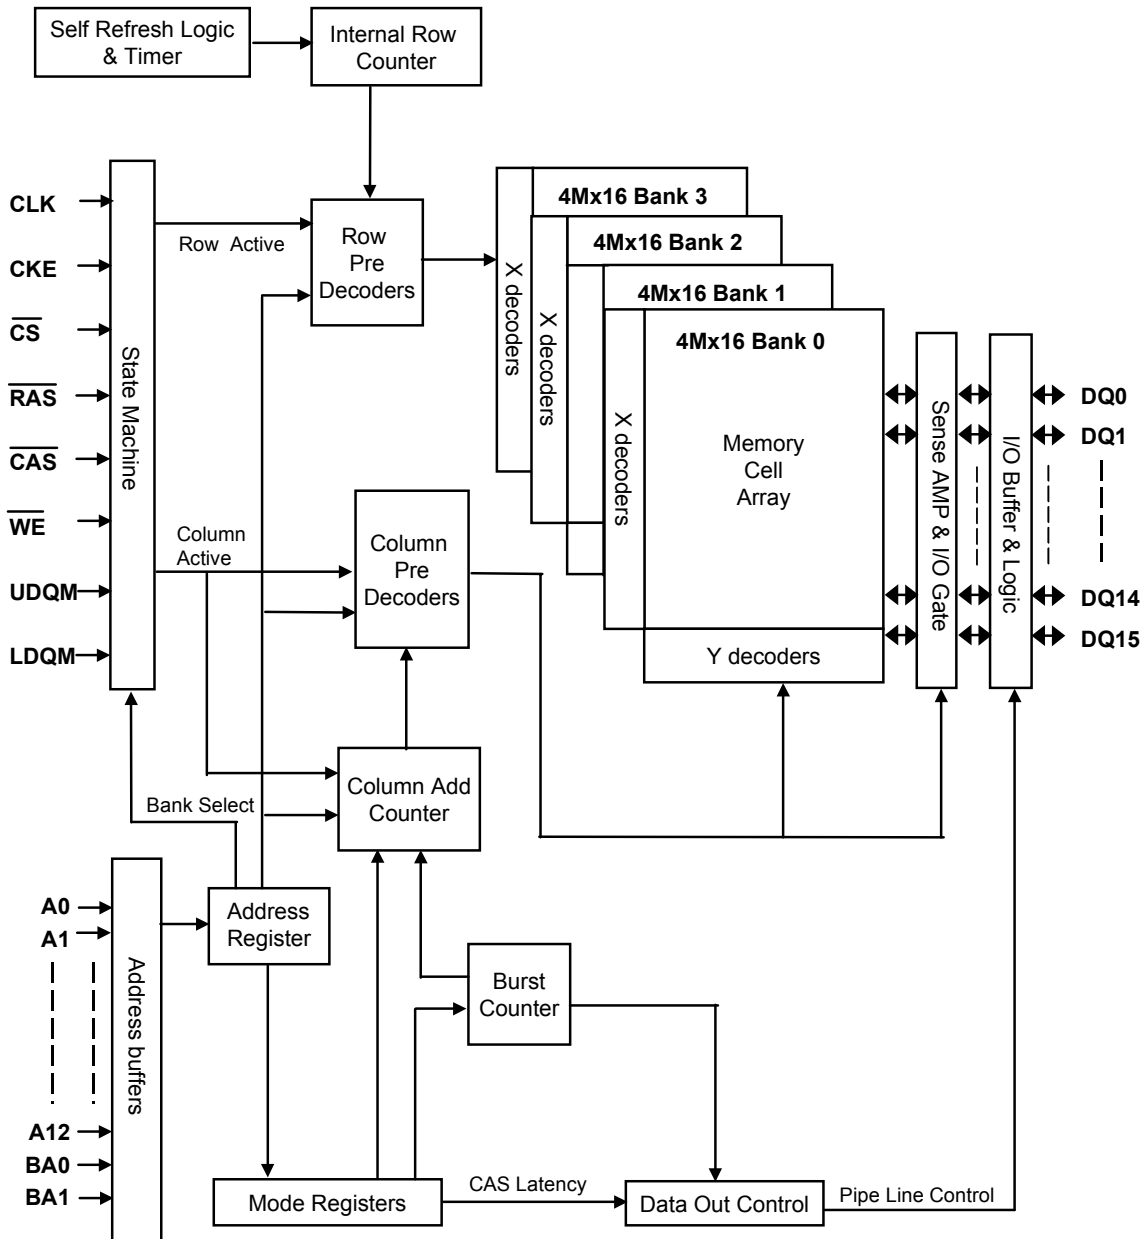 Self Refresh Logic
& Timer
Internal Row
Counter
CLK
CKE
CS
RAS
CAS
WE
UDQM
LDQM
State Machine
Row Active
Row
Pre
Decoders
Column
Active
Column
Pre
Decoders
X decoders
4Mx16 Bank 3
X decoders
4Mx16 Bank 2
4Mx16 Bank 1
X decoders
4Mx16 Bank 0
Memory
Cell
Array
Y decoders
Sense AMP & I/O Gate
I/O Buffer & Logic
DQ0
DQ1
DQ14
DQ15
Bank Select
Column Add
Counter
A0
A1
A12
BA0
BA1
Address buffers
Address
Register
Burst
Counter
Mode Registers
CAS Latency
Data Out Control
Pipe Line Control